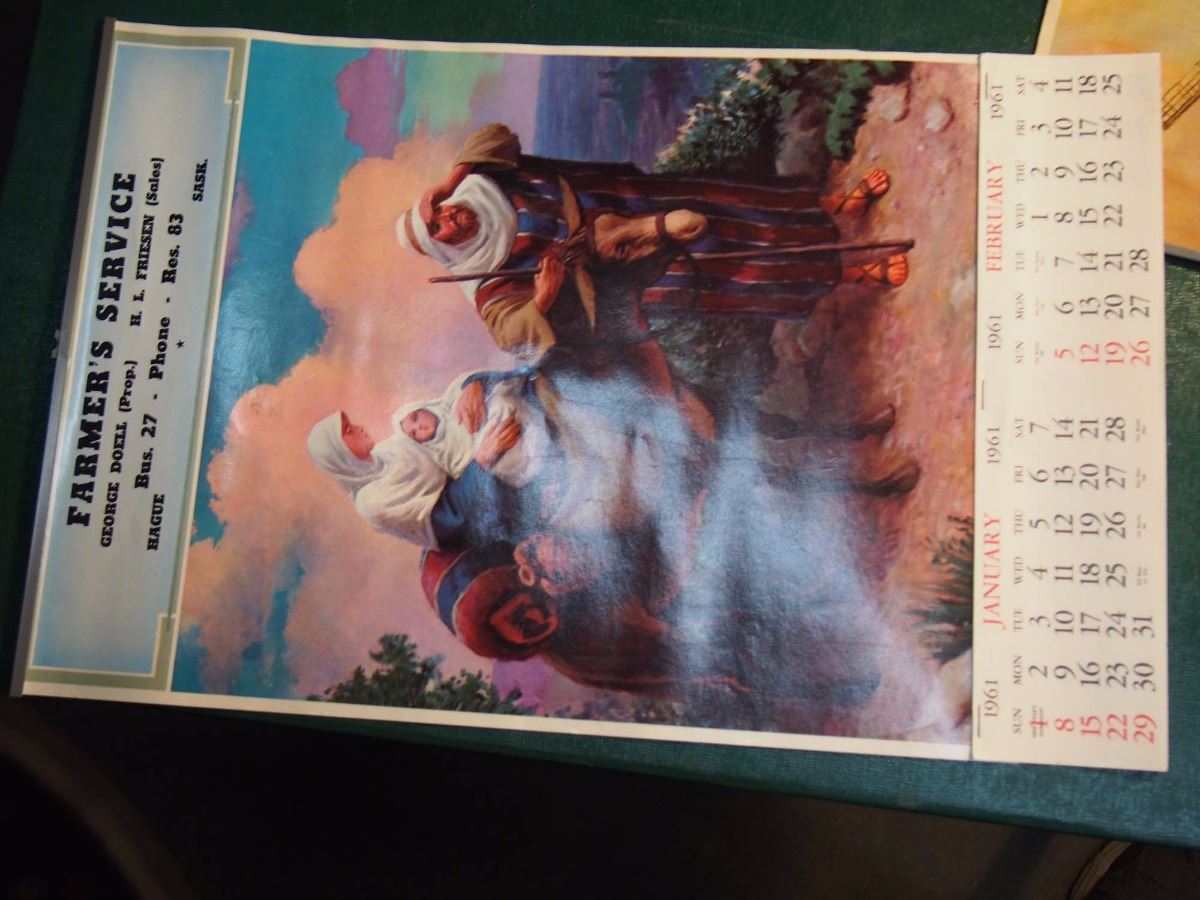 FARMER'S SERVICE
GEORGE DOELL (Prop.) H. L. FRIESEN (Sales)
Bus. 27 - Phone - Res. 83
★
HAGUE SASK.
1961 JANUARY 1961
SUN MON TUE WED THU FRI SAT
1 2 3 4 5 6 7
8 9 10 11 12 13 14
15 16 17 18 19 20 21
22 23 24 25 26 27 28
29 30 31
1961 FEBRUARY 1961
SUN MON TUE WED THU FRI SAT
1 2 3 4
5 6 7 8 9 10 11
12 13 14 15 16 17 18
19 20 21 22 23 24 25
26 27 28